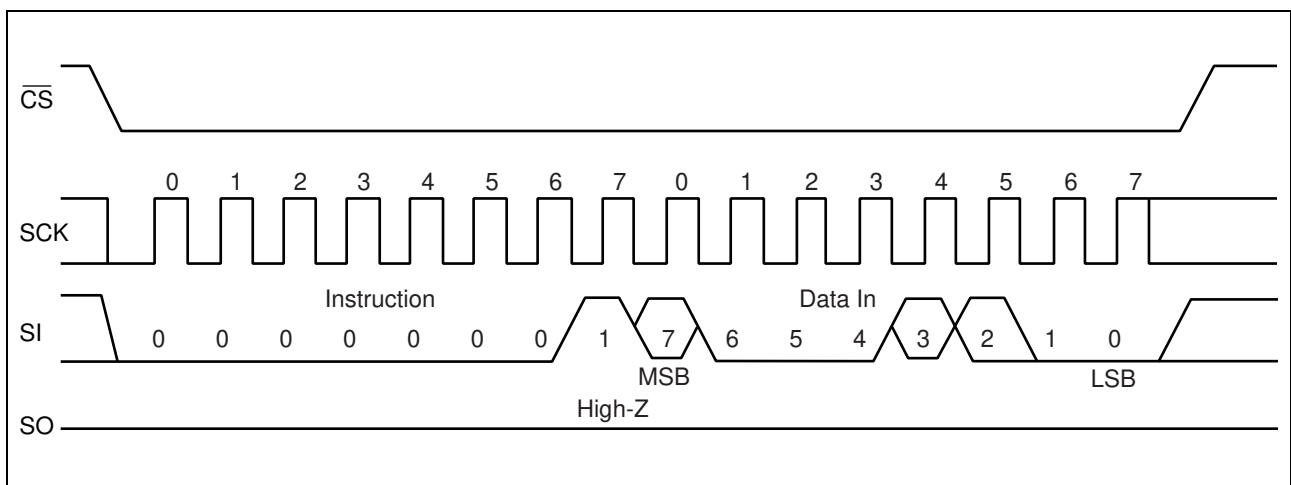 CS
0 1 2 3 4 5 6 7 0 1 2 3 4 5 6 7
SCK
Instruction Data In
SI 0 0 0 0 0 0 0 1 7 6 5 4 3 2 1 0
MSB LSB
High-Z
SO